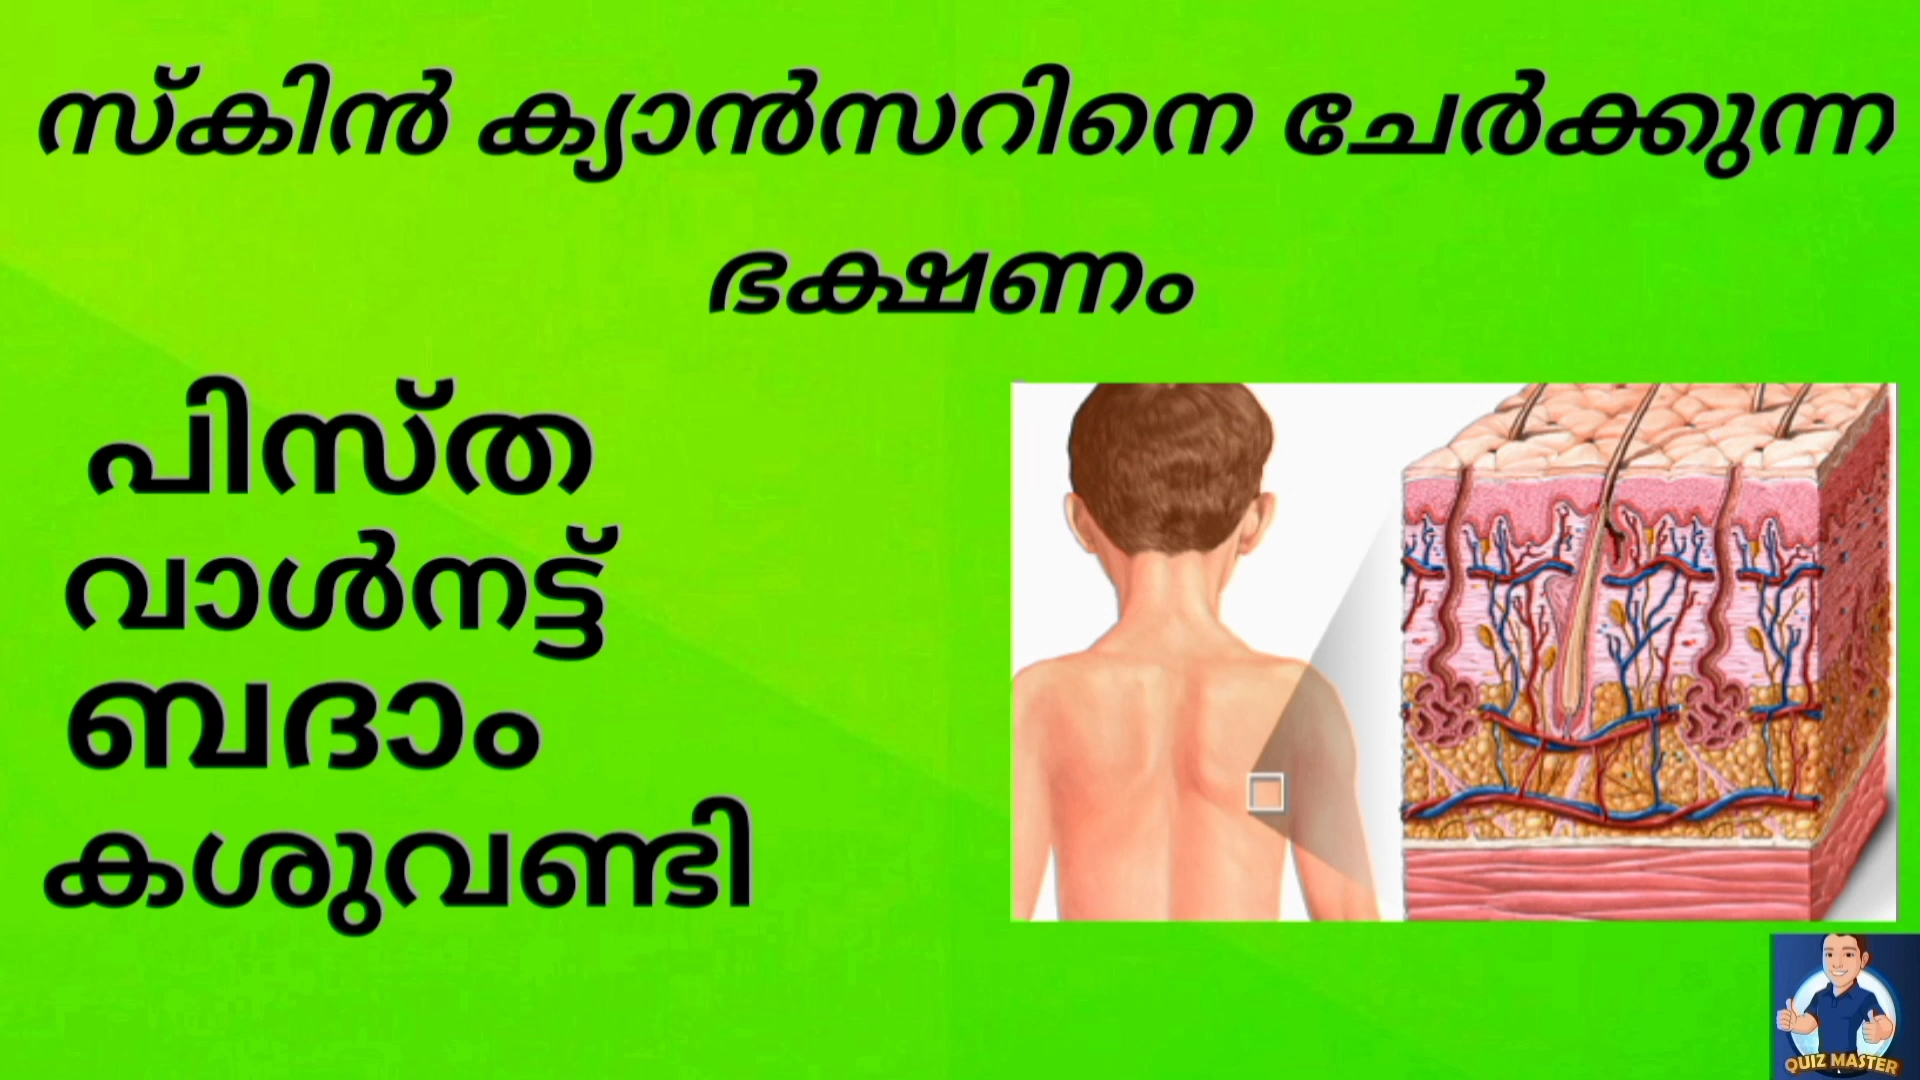 സ്കിൻ ക്യാൻസറിനെ ചേർക്കുന്ന
ഭക്ഷണം
പിസ്ത
വാൾനട്ട്
ബദാം
കശുവണ്ടി
QUIZ MASTER